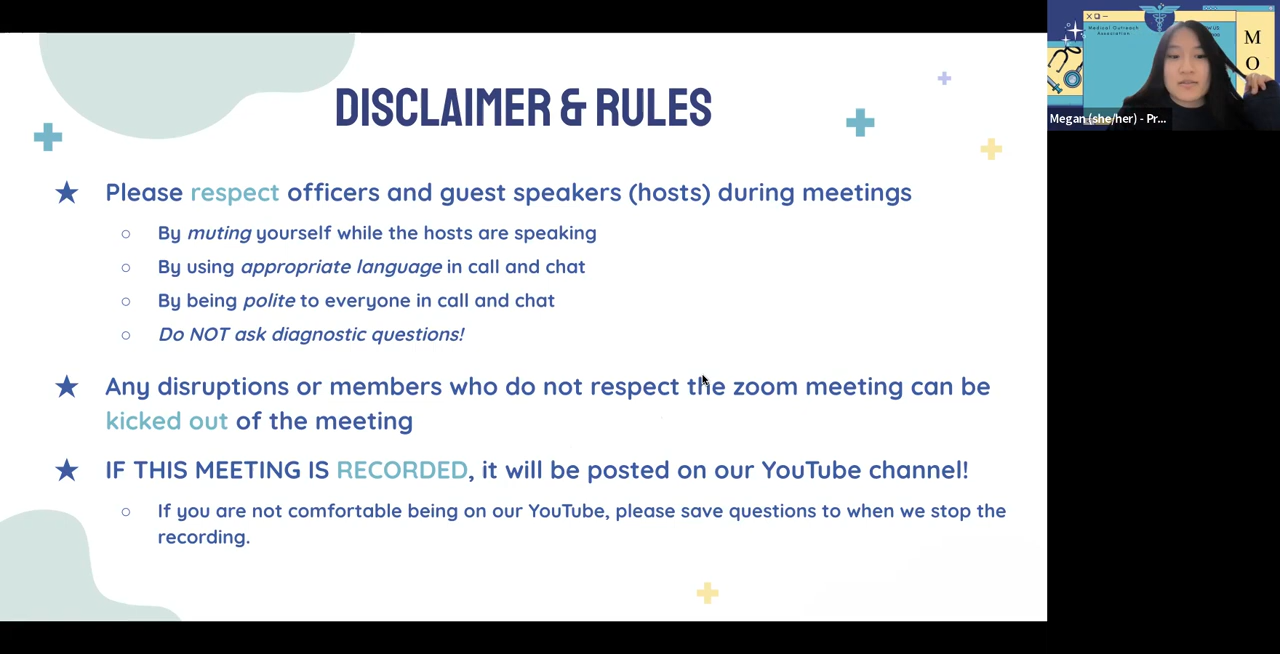 DISCLAIMER & RULES
Please respect officers and guest speakers (hosts) during meetings
By muting yourself while the hosts are speaking
By using appropriate language in call and chat
By being polite to everyone in call and chat
Do NOT ask diagnostic questions!
Any disruptions or members who do not respect the zoom meeting can be
kicked out of the meeting
IF THIS MEETING IS RECORDED, it will be posted on our YouTube channel!
If you are not comfortable being on our YouTube, please save questions to when we stop the
recording.
Medical Outreach
Association
M
O
Megan (she/her) - Pr...